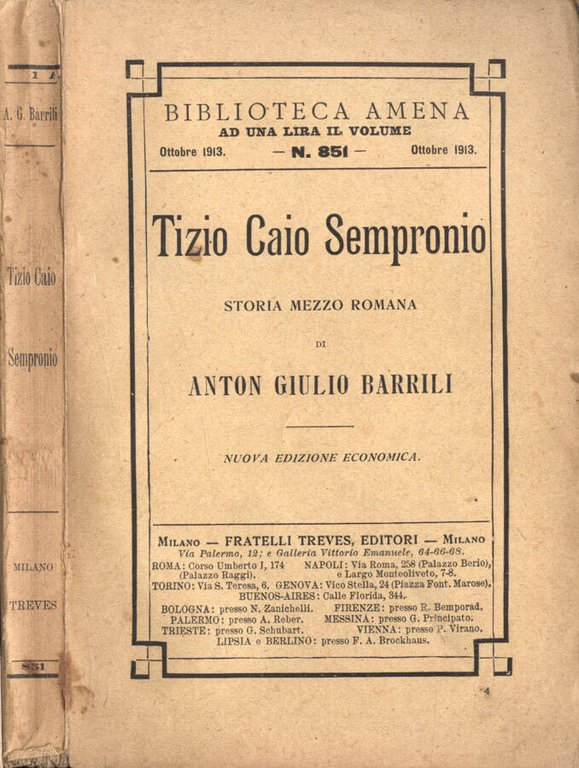 1 A
A. G. Barrili
Tizio Caio
Sempronio
MILANO
TREVES
851
BIBLIOTECA AMENA
AD UNA LIRA IL VOLUME
Ottobre 1913. — N. 851 — Ottobre 1913.
Tizio Caio Sempronio
STORIA MEZZO ROMANA
DI
ANTON GIULIO BARRILI
NUOVA EDIZIONE ECONOMICA.
MILANO — FRATELLI TREVES, EDITORI — MILANO
Via Palermo, 12; e Galleria Vittorio Emanuele, 64-66-68.
ROMA: Corso Umberto I, 174 NAPOLI: Via Roma, 258 (Palazzo Berio),
(Palazzo Raggi). e Largo Monteoliveto, 7-8.
TORINO: Via S. Teresa, 6. GENOVA: Vico Stella, 24 (Piazza Font. Marose),
BUENOS-AIRES: Calle Florida, 344.
BOLOGNA: presso N. Zanichelli. FIRENZE: presso R. Bemporad.
PALERMO: presso A. Reber. MESSINA: presso G. Principato.
TRIESTE: presso G. Schubart. VIENNA: presso P. Virano.
LIPSIA e BERLINO: presso F. A. Brockhaus.
4